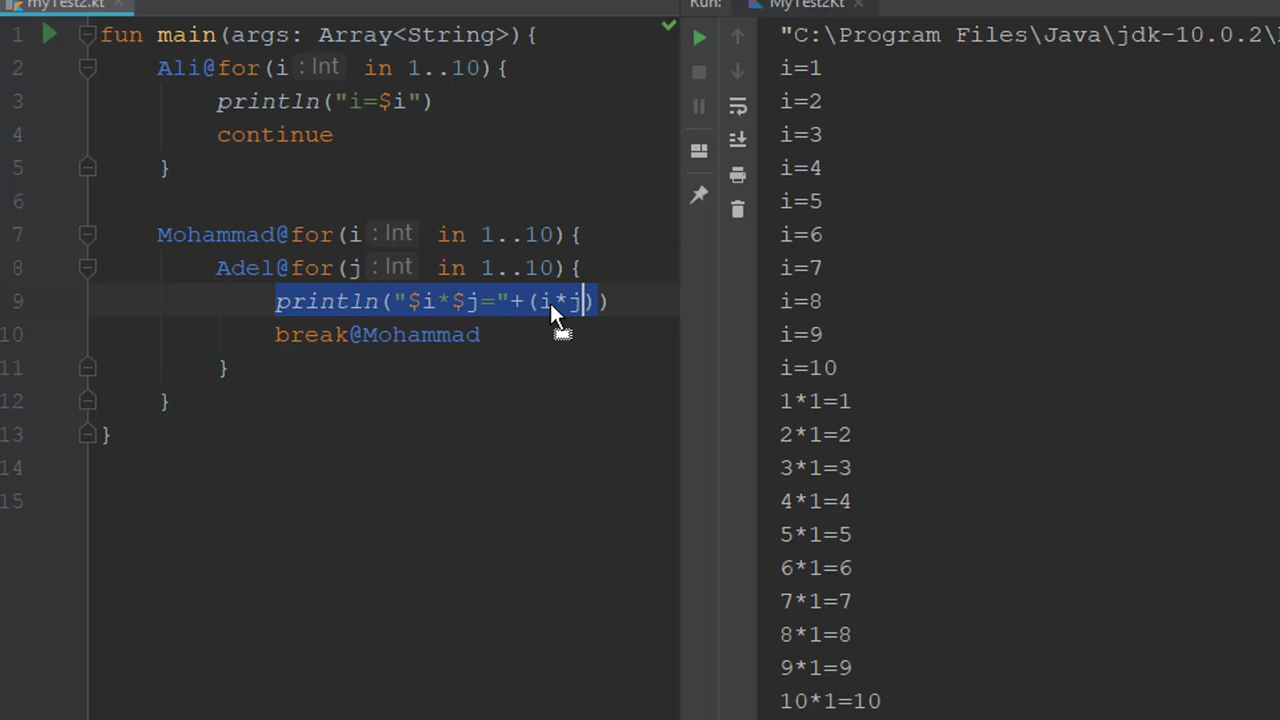 myTest2.kt
Run: MyTest2Kt
1 fun main(args: Array<String>){
2 Ali@for(i :Int in 1..10){
3 println("i=$i")
4 continue
5 }
6
7 Mohammad@for(i :Int in 1..10){
8 Adel@for(j :Int in 1..10){
9 println("$i*$j="+(i*j))
10 break@Mohammad
11 }
12 }
13 }
14
15
"C:\Program Files\Java\jdk-10.0.2\
i=1
i=2
i=3
i=4
i=5
i=6
i=7
i=8
i=9
i=10
1*1=1
2*1=2
3*1=3
4*1=4
5*1=5
6*1=6
7*1=7
8*1=8
9*1=9
10*1=10